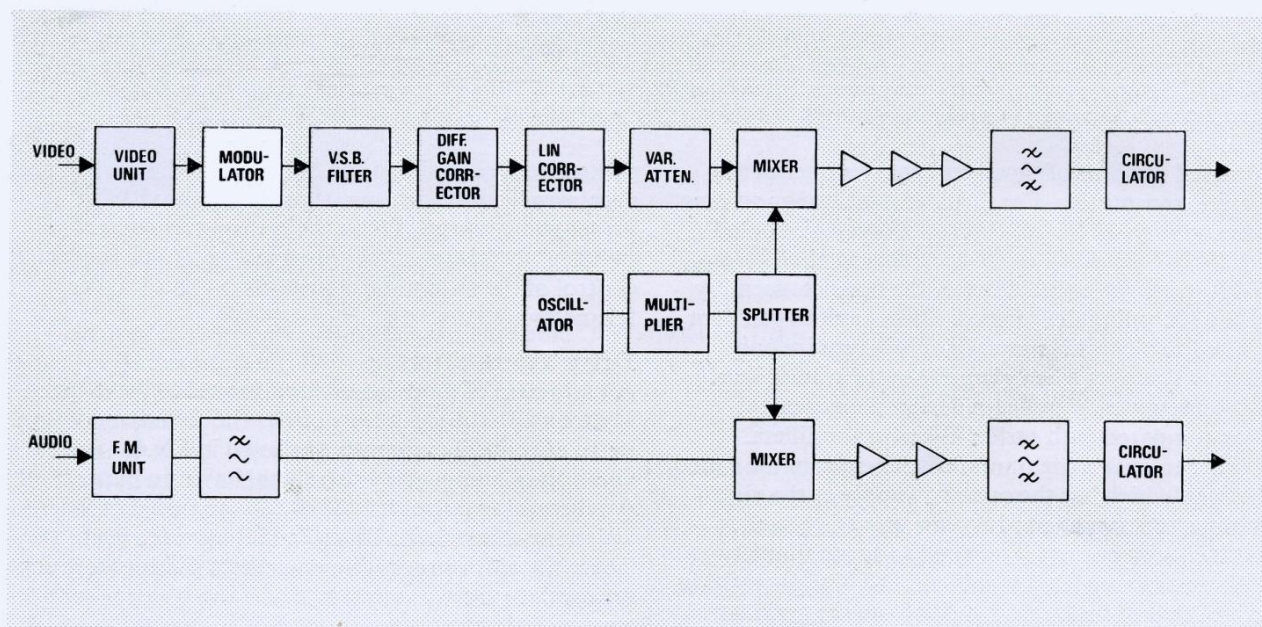 VIDEO
VIDEO
UNIT
MODU-
LATOR
V.S.B.
FILTER
DIFF.
GAIN
CORR-
ECTOR
LIN
CORR-
ECTOR
VAR.
ATTEN.
MIXER
CIRCU-
LATOR
OSCILL-
ATOR
MULTI-
PLIER
SPLITTER
AUDIO
F.M.
UNIT
MIXER
CIRCU-
LATOR